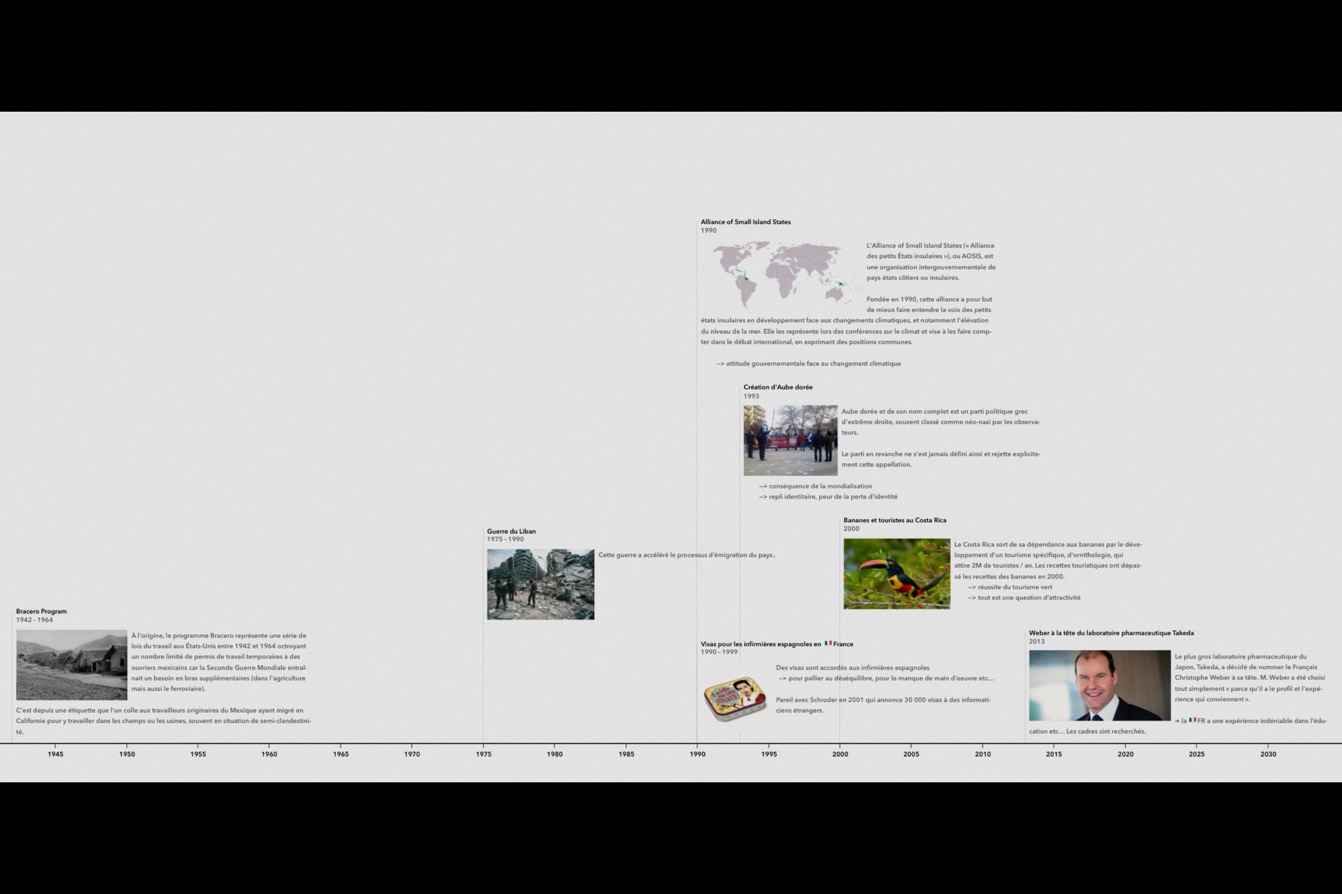 Alliance of Small Island States
1990
L'Alliance of Small Island States (« Alliance
des petits États insulaires »), ou AOSIS, est
une organisation intergouvernementale de
pays états côtiers ou insulaires.
Fondée en 1990, cette alliance a pour but
de mieux faire entendre la voix des petits
états insulaires en développement face aux changements climatiques, et notamment l'élévation
du niveau de la mer. Elle les représente lors des conférences sur le climat et vise à les faire comp-
ter dans le débat international, en exprimant des positions communes.
—> attitude gouvernementale face au changement climatique
Création d'Aube dorée
1993
Aube dorée et de son nom complet est un parti politique grec
d'extrême droite, souvent classé comme néo-nazi par les observa-
teurs.
Le parti en revanche ne s'est jamais défini ainsi et rejette explicite-
ment cette appellation.
—> conséquence de la mondialisation
—> repli identitaire, peur de la perte d'identité
Guerre du Liban
1975 - 1990
Cette guerre a accéléré le processus d'émigration du pays..
Bananes et touristes au Costa Rica
2000
Le Costa Rica sort de sa dépendance aux bananes par le déve-
loppement d'un tourisme spécifique, d'ornithologie, qui
attire 2M de touristes / an. Les recettes touristiques ont dépas-
sé les recettes des bananes en 2000.
—> réussite du tourisme vert
—> tout est une question d'attractivité
Bracero Program
1942 - 1964
À l'origine, le programme Bracero représente une série de
lois du travail aux États-Unis entre 1942 et 1964 octroyant
un nombre limité de permis de travail temporaires à des
ouvriers mexicains car la Seconde Guerre Mondiale entraî-
nait un besoin en bras supplémentaires (dans l'agriculture
mais aussi le ferroviaire).
C'est depuis une étiquette que l'on colle aux travailleurs originaires du Mexique ayant migré en
Californie pour y travailler dans les champs ou les usines, souvent en situation de semi-clandestini-
té.
Visas pour les infirmières espagnoles en 🇫🇷 France
1990 - 1999
Des visas sont accordés aux infirmières espagnoles
—> pour pallier au déséquilibre, pour le manque de main d'oeuvre etc...
Pareil avec Schroder en 2001 qui annonce 30 000 visas à des informati-
ciens étrangers.
Weber à la tête du laboratoire pharmaceutique Takeda
2013
Le plus gros laboratoire pharmaceutique du
Japon, Takeda, a décidé de nommer le Français
Christophe Weber à sa tête. M. Weber a été choisi
tout simplement « parce qu'il a le profil et l'expé-
rience qui conviennent ».
➔ la 🇫🇷FR a une expérience indéniable dans l'édu-
cation etc... Les cadres sint recherchés.
1945 1950 1955 1960 1965 1970 1975 1980 1985 1990 1995 2000 2005 2010 2015 2020 2025 2030